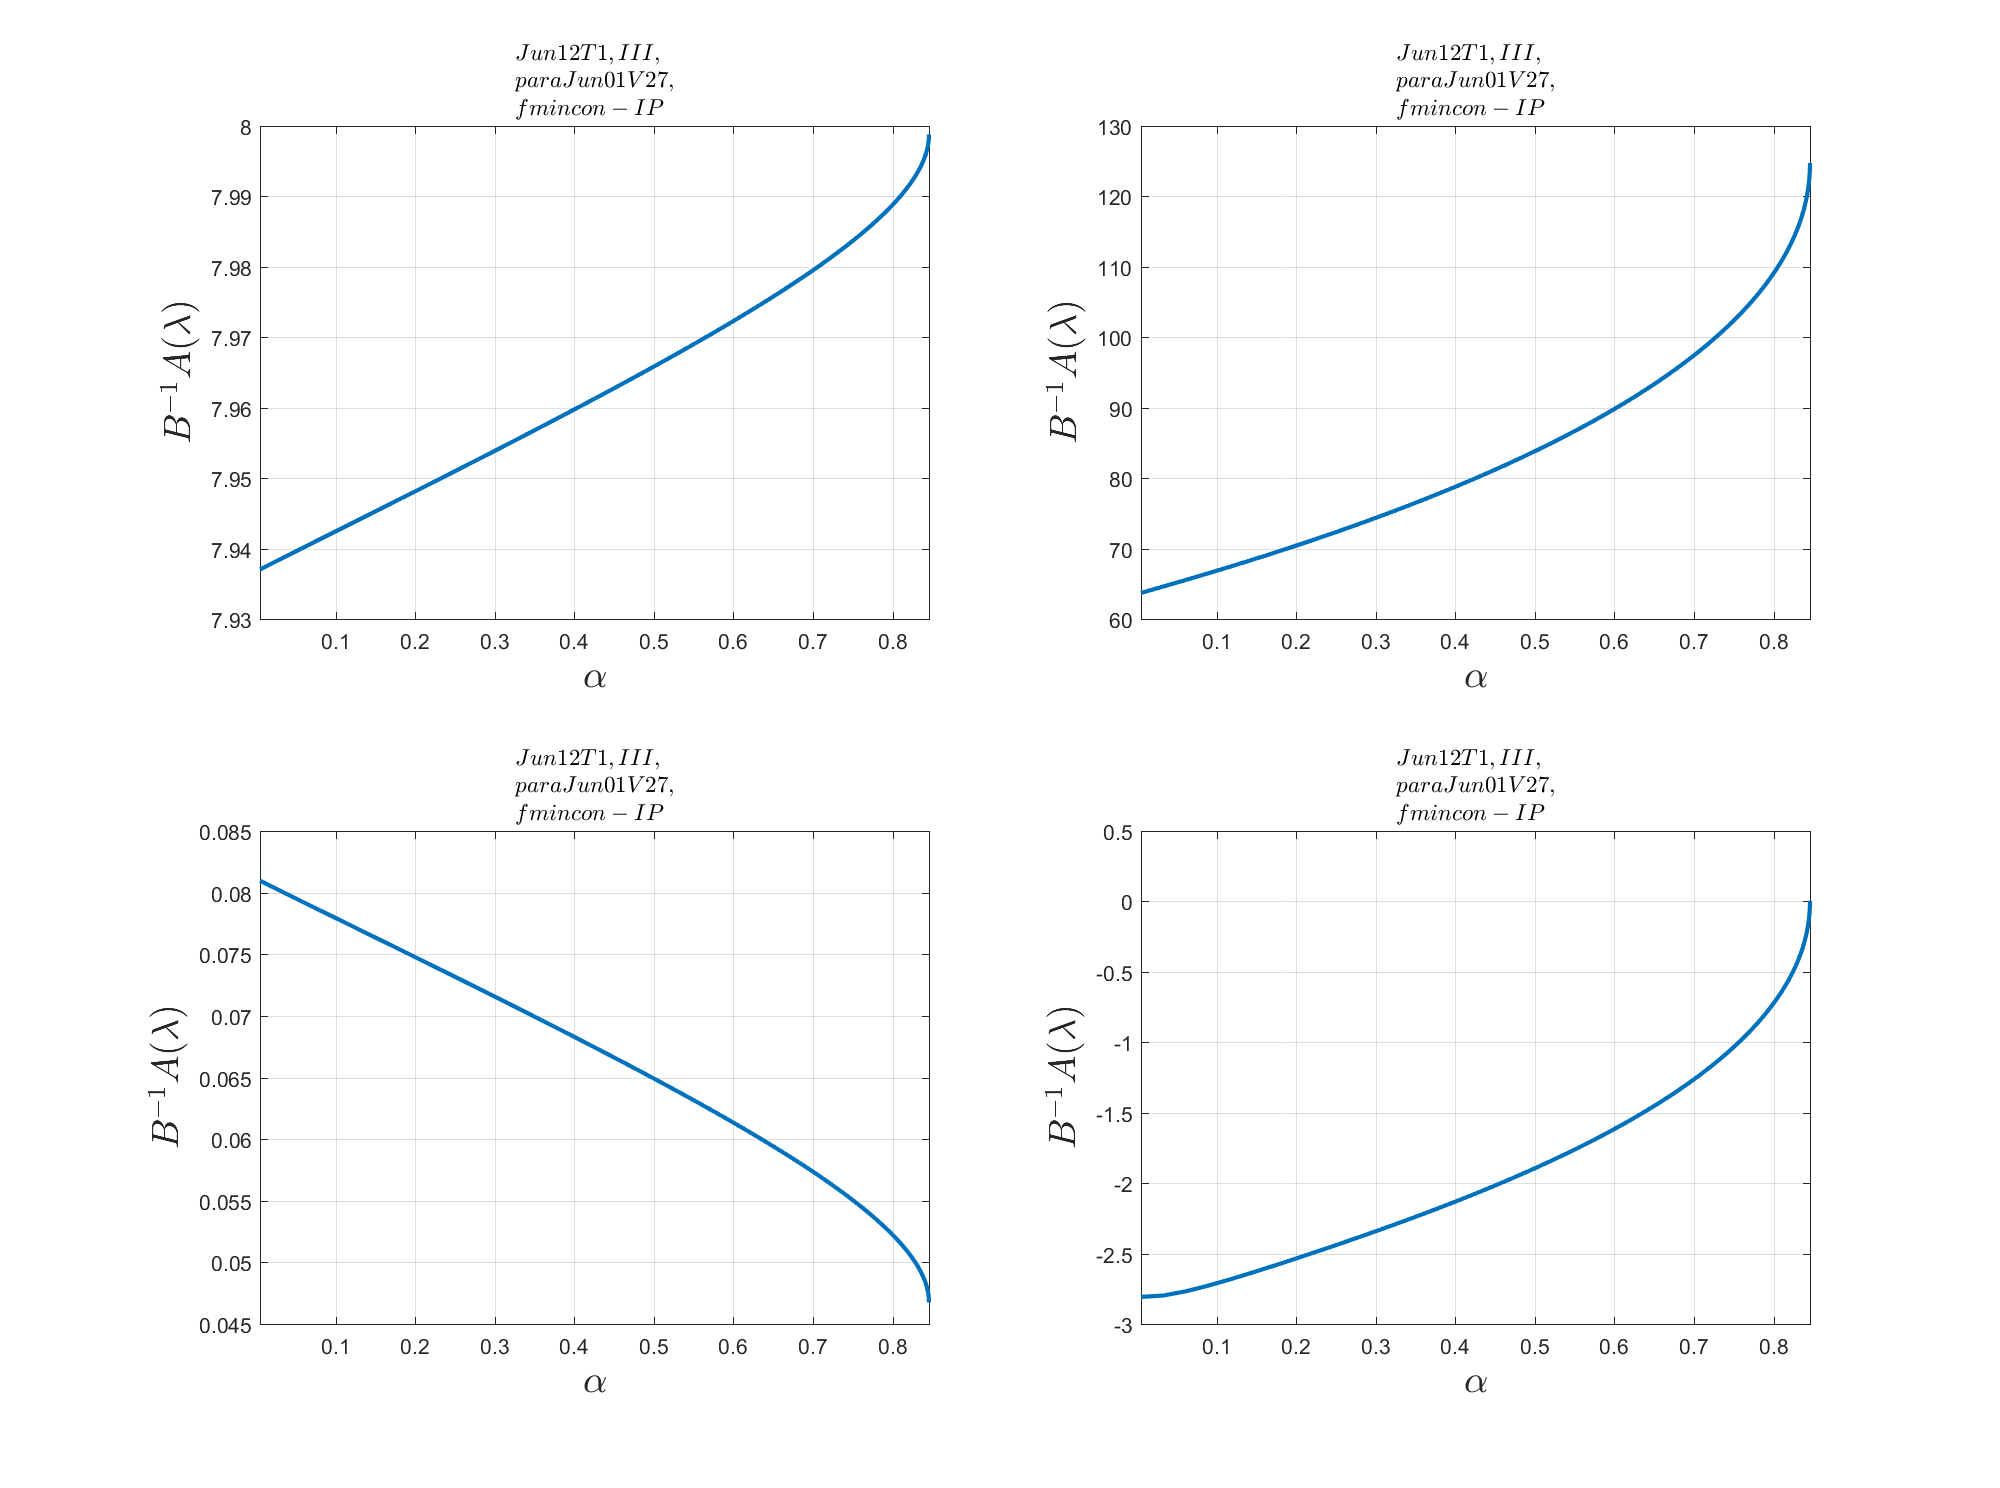 Jun12T1, III,
paraJun01V27,
fmincon − IP
8
7.99
7.98
7.97
7.96
7.95
7.94
7.93
B⁻¹A(λ)
0.1 0.2 0.3 0.4 0.5 0.6 0.7 0.8
α
Jun12T1, III,
paraJun01V27,
fmincon − IP
130
120
110
100
90
80
70
60
B⁻¹A(λ)
0.1 0.2 0.3 0.4 0.5 0.6 0.7 0.8
α
Jun12T1, III,
paraJun01V27,
fmincon − IP
0.085
0.08
0.075
0.07
0.065
0.06
0.055
0.05
0.045
B⁻¹A(λ)
0.1 0.2 0.3 0.4 0.5 0.6 0.7 0.8
α
Jun12T1, III,
paraJun01V27,
fmincon − IP
0.5
0
-0.5
-1
-1.5
-2
-2.5
-3
B⁻¹A(λ)
0.1 0.2 0.3 0.4 0.5 0.6 0.7 0.8
α